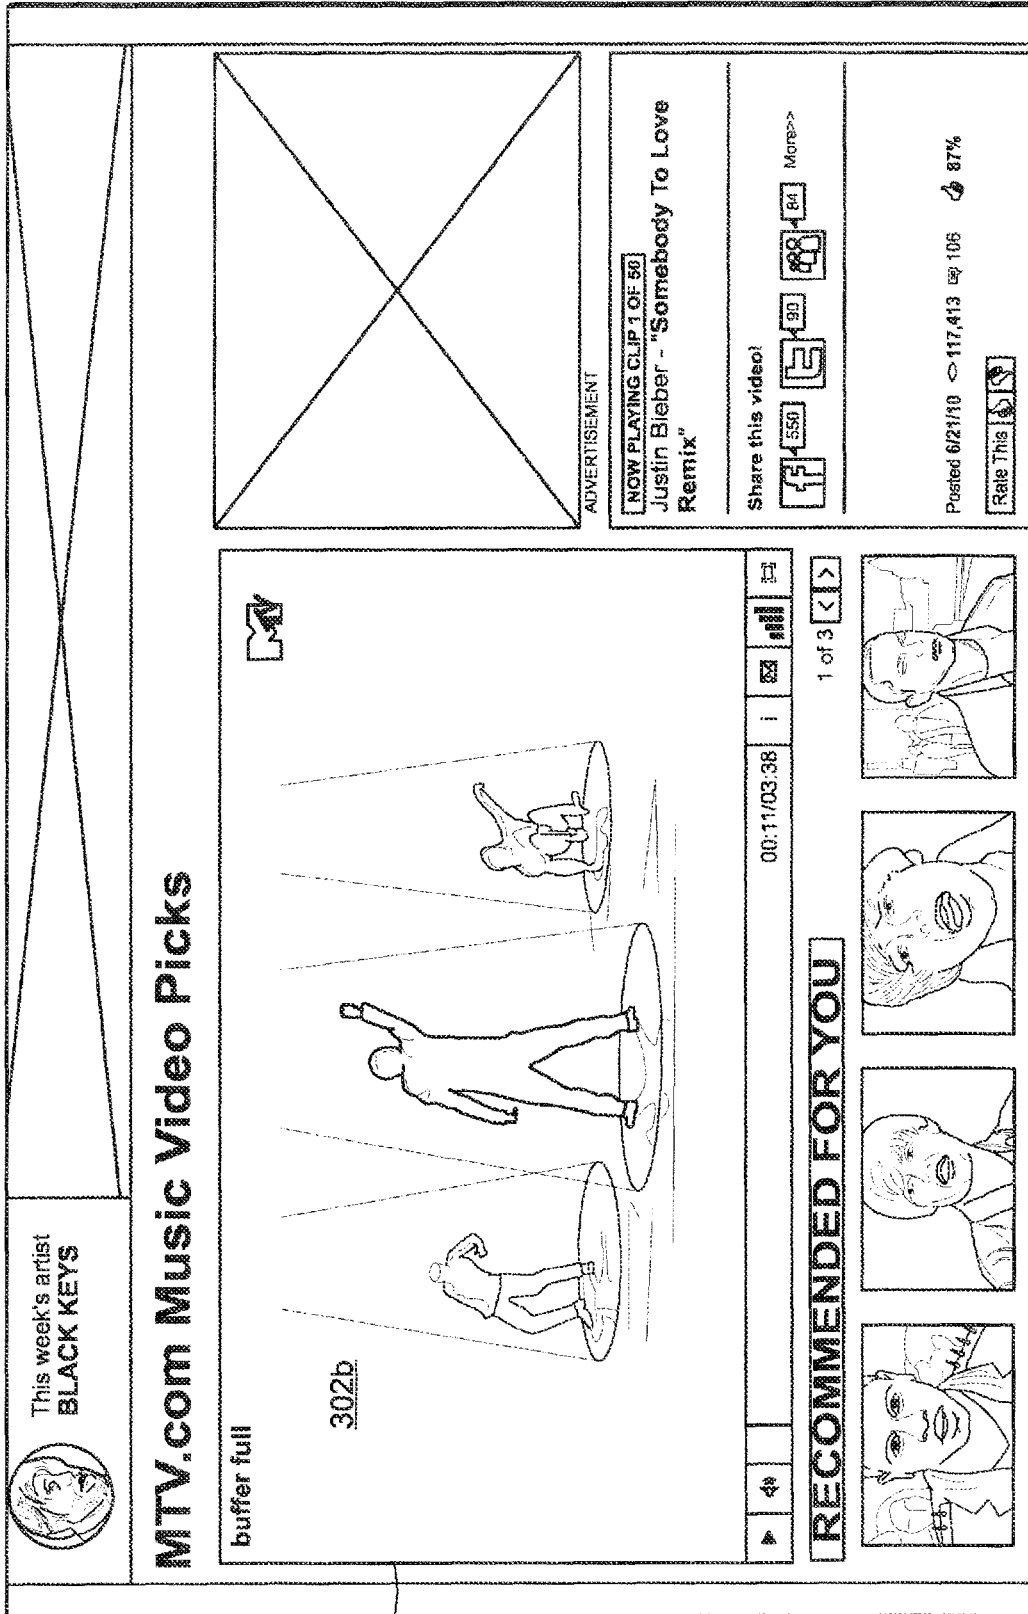 This week's artist
BLACK KEYS
MTV.com Music Video Picks
buffer full
MTV
302b
00:11/03:38
i
ADVERTISEMENT
NOW PLAYING CLIP 1 OF 50
Justin Bieber - "Somebody To Love
Remix"
Share this video!
f 550 t 90 84 More>>
Posted 6/21/10 117,413 106 87%
Rate This
RECOMMENDED FOR YOU
1 of 3 < >